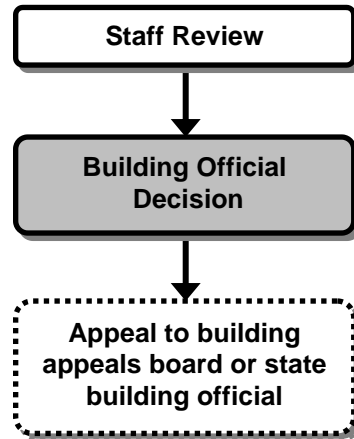 Staff Review
Building Official
Decision
Appeal to building
appeals board or state
building official